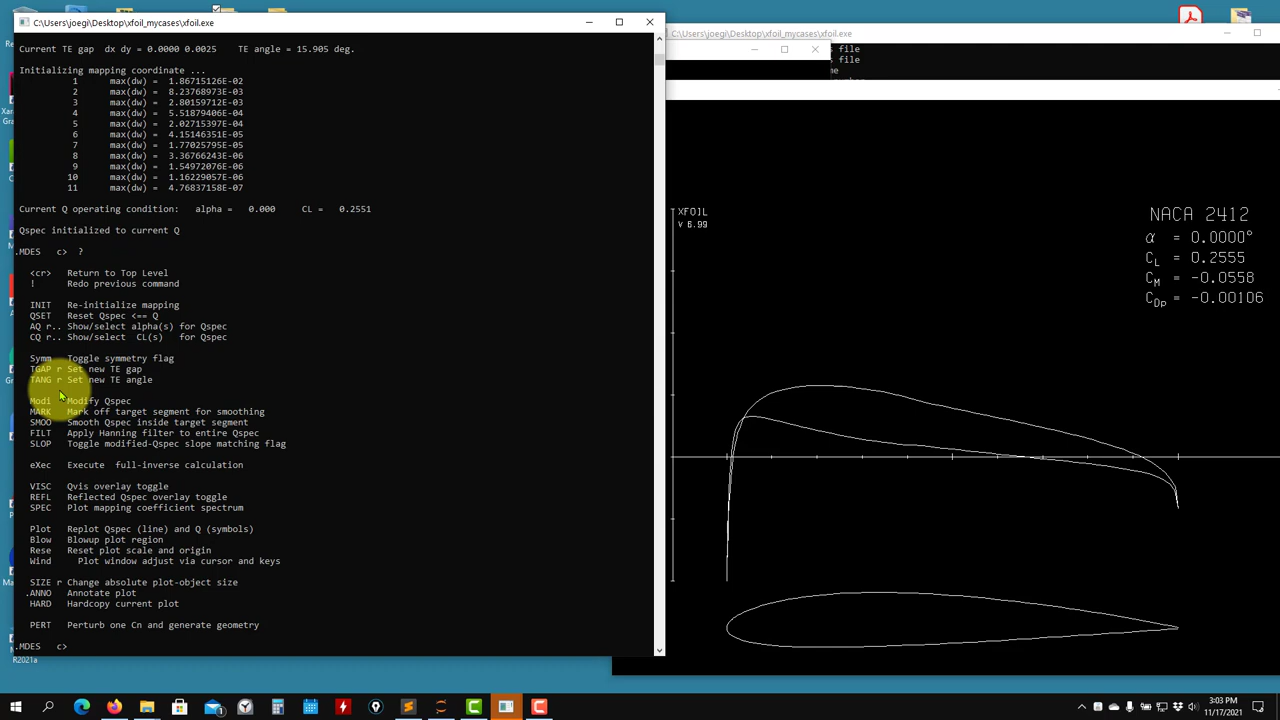 C:\Users\joegi\Desktop\xfoil_mycases\xfoil.exe
Current TE gap  dx dy = 0.0000 0.0025    TE angle = 15.905 deg.
Initializing mapping coordinate ...
1      max(dw) =  1.86715126E-02
2      max(dw) =  8.23768973E-03
3      max(dw) =  2.80159712E-03
4      max(dw) =  5.51879406E-04
5      max(dw) =  2.02715397E-04
6      max(dw) =  4.15146351E-05
7      max(dw) =  1.77025795E-05
8      max(dw) =  3.36766243E-06
9      max(dw) =  1.54972076E-06
10      max(dw) =  1.16229057E-06
11      max(dw) =  4.76837158E-07
Current Q operating condition:   alpha =   0.000     CL =   0.2551
Qspec initialized to current Q
.MDES   c>  ?
<cr>  Return to Top Level
!      Redo previous command
INIT   Re-initialize mapping
QSET   Reset Qspec <== Q
AQ r.. Show/select alpha(s) for Qspec
CQ r.. Show/select  CL(s)   for Qspec
Symm   Toggle symmetry flag
TGAP r Set new TE gap
TANG r Set new TE angle
Modi   Modify Qspec
MARK   Mark off target segment for smoothing
SMOO   Smooth Qspec inside target segment
FILT   Apply Hanning filter to entire Qspec
SLOP   Toggle modified-Qspec slope matching flag
eXec   Execute  full-inverse calculation
VISC   Qvis overlay toggle
REFL   Reflected Qspec overlay toggle
SPEC   Plot mapping coefficient spectrum
Plot   Replot Qspec (line) and Q (symbols)
Blow   Blowup plot region
Rese   Reset plot scale and origin
Wind     Plot window adjust via cursor and keys
SIZE r Change absolute plot-object size
.ANNO   Annotate plot
HARD   Hardcopy current plot
PERT   Perturb one Cn and generate geometry
.MDES   c>
R2021a
C:\Users\joegi\Desktop\xfoil_mycases\xfoil.exe
file
file
XFOIL
V 6.99
NACA 2412
α = 0.0000°
CL = 0.2555
CM = -0.0558
CDp = -0.00106
3:03 PM
11/17/2021